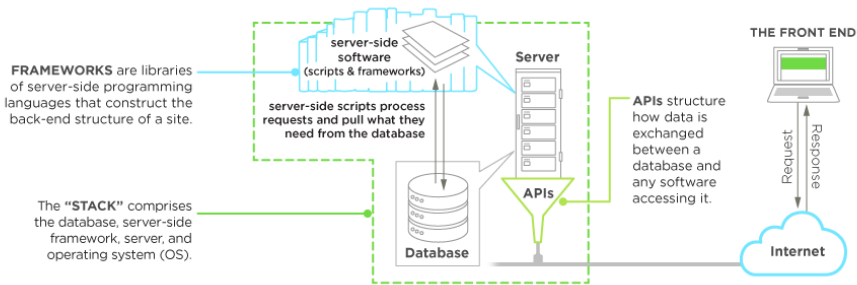 FRAMEWORKS are libraries
of server-side programming
languages that construct the
back-end structure of a site.
The “STACK” comprises
the database, server-side
framework, server, and
operating system (OS).
server-side
software
(scripts & frameworks)
server-side scripts process
requests and pull what they
need from the database
Database
Server
APIs
APIs structure
how data is
exchanged
between a
database and
any software
accessing it.
THE FRONT END
Request
Response
Internet